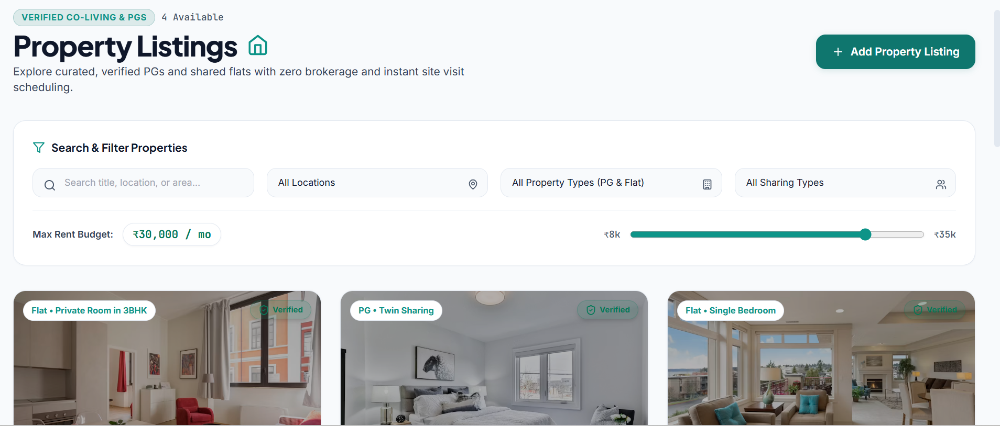 VERIFIED CO-LIVING & PGS
4 Available
Property Listings
Explore curated, verified PGs and shared flats with zero brokerage and instant site visit
scheduling.
Add Property Listing
Search & Filter Properties
Search title, location, or area...
All Locations
All Property Types (PG & Flat)
All Sharing Types
Max Rent Budget:
₹30,000 / mo
₹8k
₹35k
Flat • Private Room in 3BHK
Verified
PG • Twin Sharing
Verified
Flat • Single Bedroom
Verified